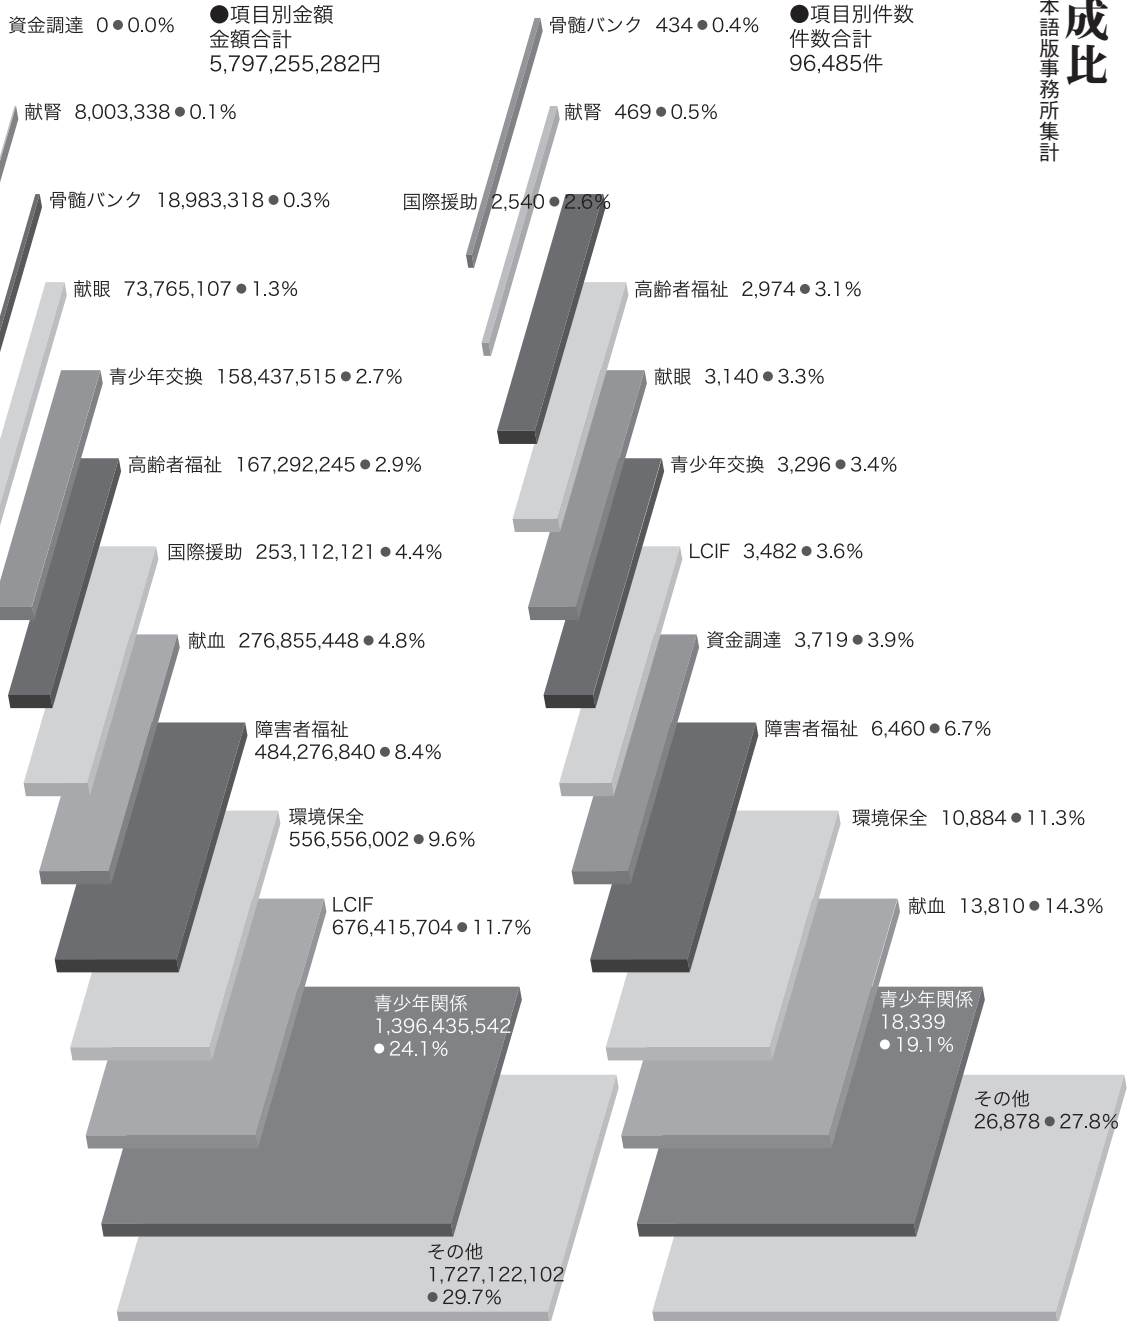 成比
本語版事務所集計
●項目別金額
金額合計
5,797,255,282円
資金調達 0●0.0%
献腎 8,003,338●0.1%
骨髄バンク 18,983,318●0.3%
献眼 73,765,107●1.3%
青少年交換 158,437,515●2.7%
高齢者福祉 167,292,245●2.9%
国際援助 253,112,121●4.4%
献血 276,855,448●4.8%
障害者福祉
484,276,840●8.4%
環境保全
556,556,002●9.6%
LCIF
676,415,704●11.7%
青少年関係
1,396,435,542
●24.1%
その他
1,727,122,102
●29.7%
●項目別件数
件数合計
96,485件
骨髄バンク 434●0.4%
献腎 469●0.5%
国際援助 2,540●2.6%
高齢者福祉 2,974●3.1%
献眼 3,140●3.3%
青少年交換 3,296●3.4%
LCIF 3,482●3.6%
資金調達 3,719●3.9%
障害者福祉 6,460●6.7%
環境保全 10,884●11.3%
献血 13,810●14.3%
青少年関係
18,339
●19.1%
その他
26,878●27.8%